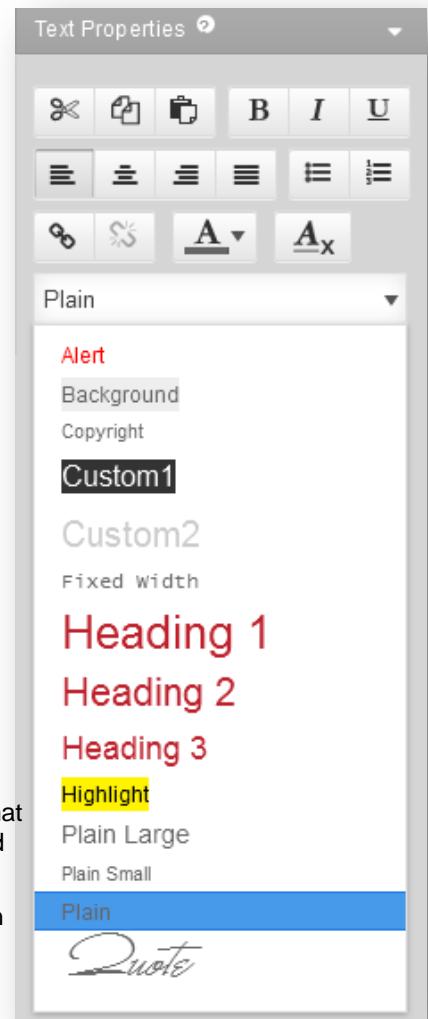 Text Properties ?
B I U
A A x
Plain
Alert
Background
Copyright
Custom1
Custom2
Fixed Width
Heading 1
Heading 2
Heading 3
Highlight
Plain Large
Plain Small
Plain
Quote